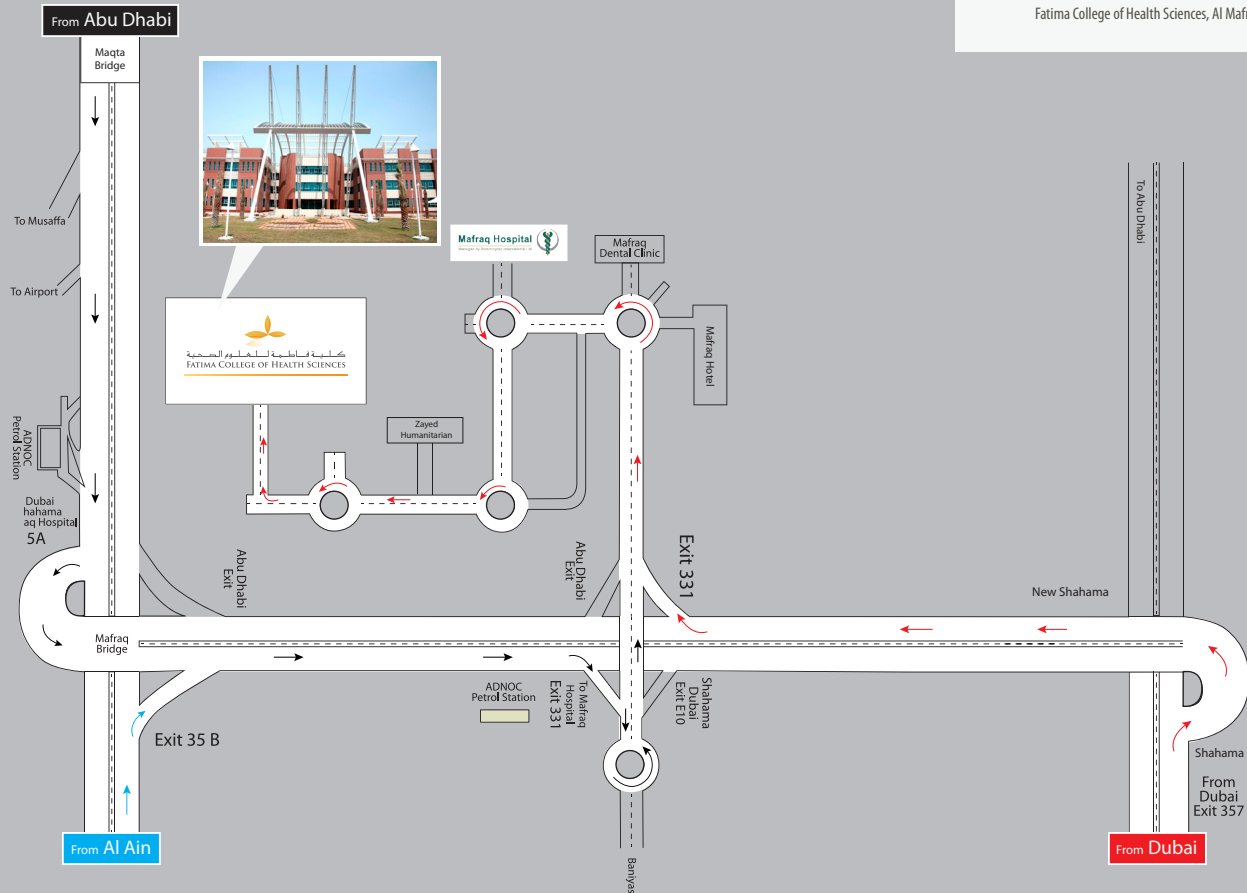 Fatima College of Health Sciences, Al Mafr
From Abu Dhabi
Maqta
Bridge
To Musaffa
To Airport
ADNOC
Petrol Station
Dubai
hahama
aq Hospital
5A
Mafraq
Bridge
Abu Dhabi
Exit
Exit 35 B
From Al Ain
كلية فاطمة للعلوم الصحية
FATIMA COLLEGE OF HEALTH SCIENCES
Mafraq Hospital
Mafraq
Dental Clinic
Mafraq Hotel
Zayed
Humanitarian
Abu Dhabi
Exit
Exit 331
ADNOC
Petrol Station
To Mafraq
Hospital
Exit 331
Shahama
Dubai
Exit E10
Baniyas
To Abu Dhabi
New Shahama
Shahama
From
Dubai
Exit 357
From Dubai